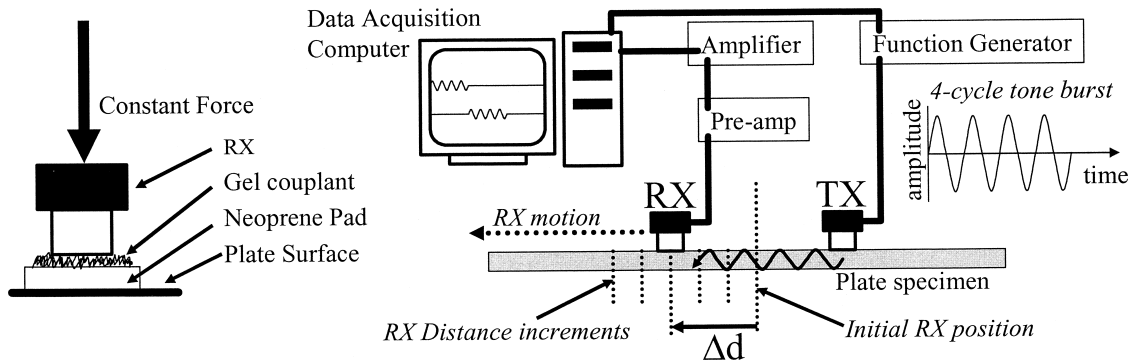 Constant Force
RX
Gel couplant
Neoprene Pad
Plate Surface
Data Acquisition
Computer
Amplifier
Pre-amp
Function Generator
4-cycle tone burst
amplitude
time
RX
TX
RX motion
Plate specimen
RX Distance increments
Initial RX position
Δd